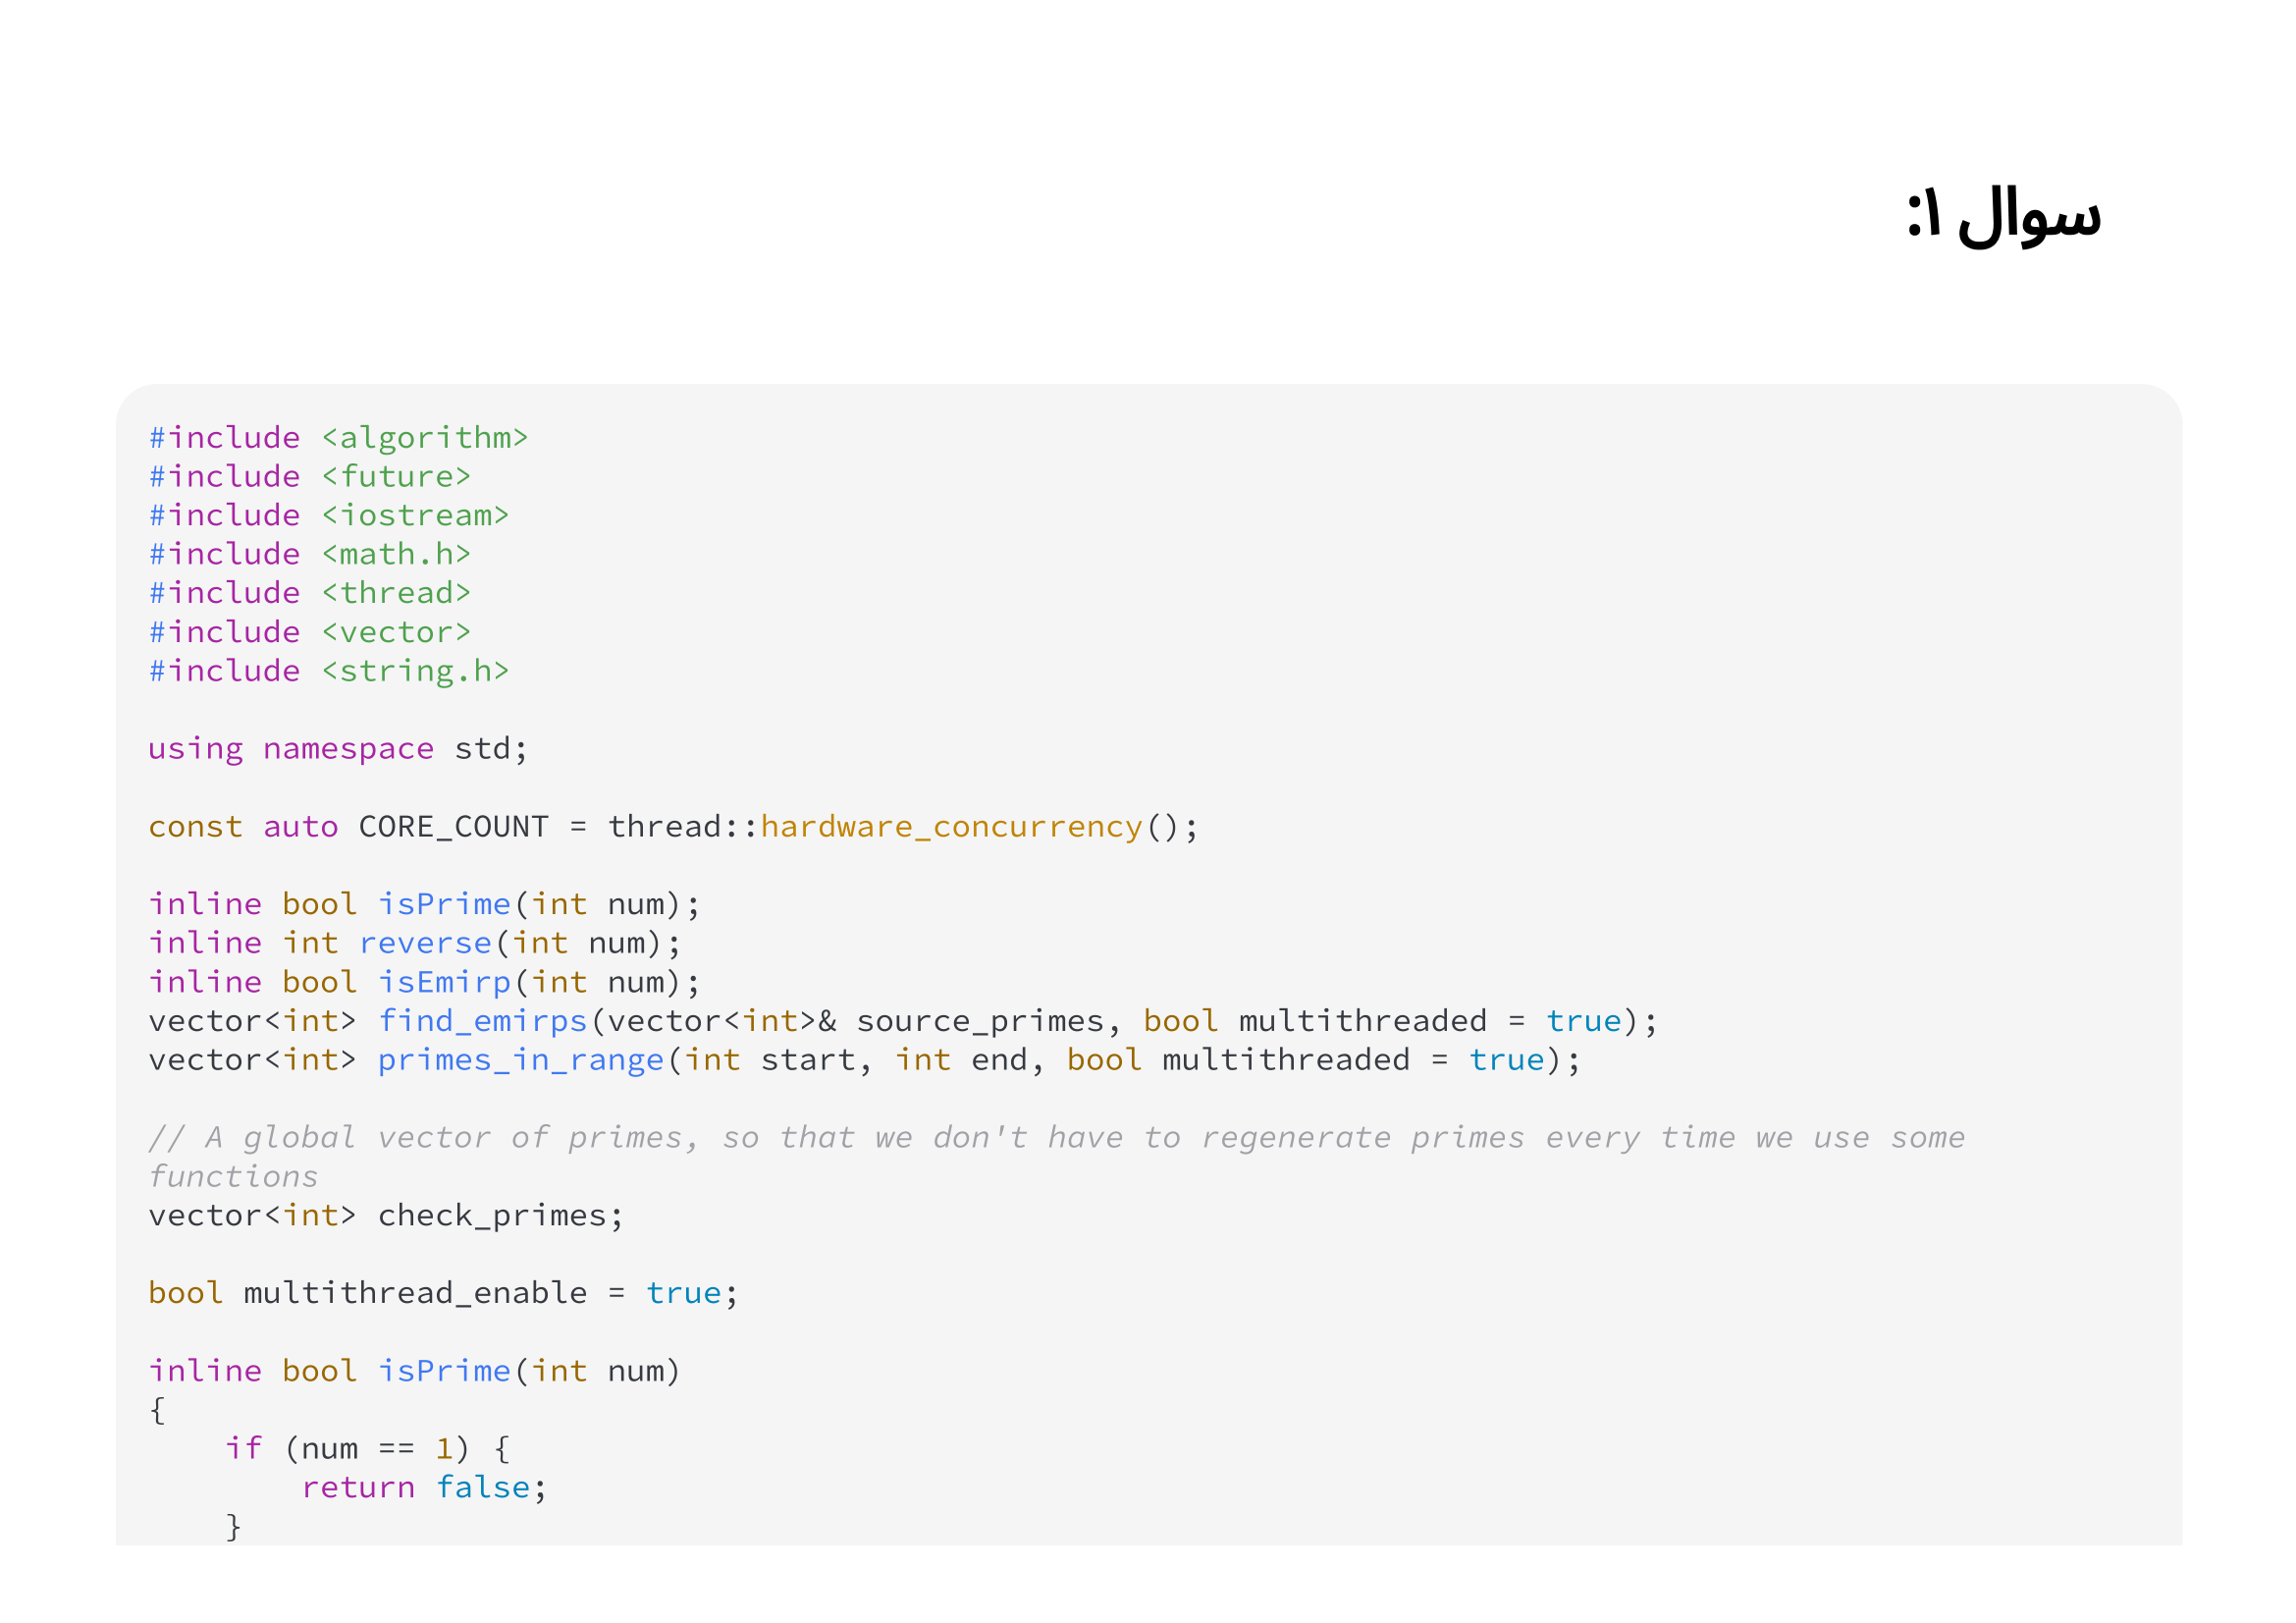 سوال ۱:
#include <algorithm>
#include <future>
#include <iostream>
#include <math.h>
#include <thread>
#include <vector>
#include <string.h>
using namespace std;
const auto CORE_COUNT = thread::hardware_concurrency();
inline bool isPrime(int num);
inline int reverse(int num);
inline bool isEmirp(int num);
vector<int> find_emirps(vector<int>& source_primes, bool multithreaded = true);
vector<int> primes_in_range(int start, int end, bool multithreaded = true);
// A global vector of primes, so that we don't have to regenerate primes every time we use some
functions
vector<int> check_primes;
bool multithread_enable = true;
inline bool isPrime(int num)
{
    if (num == 1) {
        return false;
    }